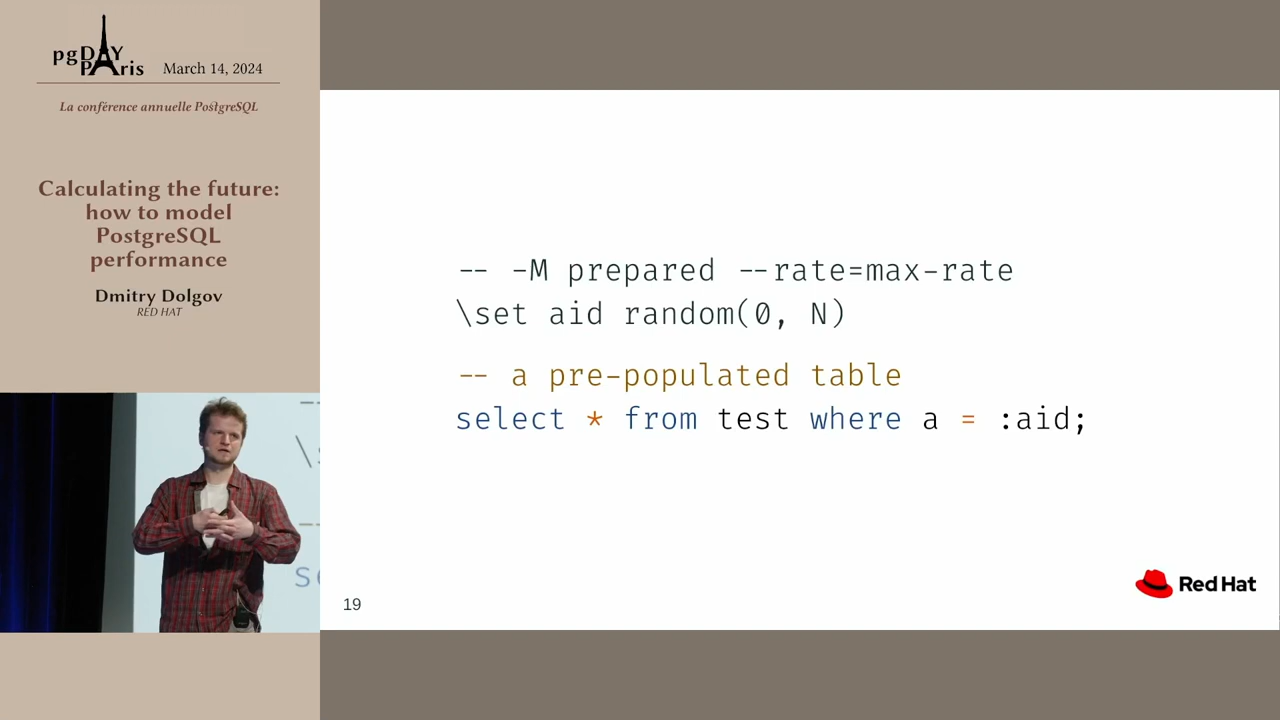 pgDAY
PAris
March 14, 2024
La conférence annuelle PostgreSQL
Calculating the future:
how to model
PostgreSQL
performance
Dmitry Dolgov
RED HAT
-- -M prepared --rate=max-rate
\set aid random(0, N)
-- a pre-populated table
select * from test where a = :aid;
19
Red Hat
--
\s
--
se